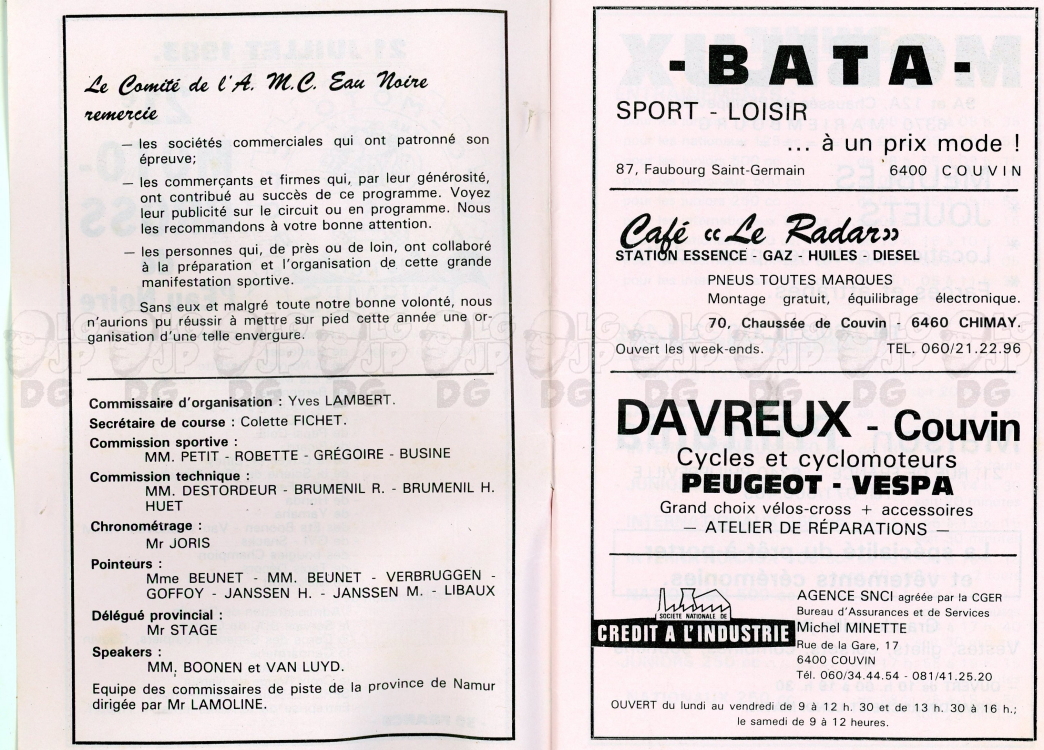 Le Comité de l'A. M.C. Eau Noire
remercie
— les sociétés commerciales qui ont patronné son
épreuve;
— les commerçants et firmes qui, par leur générosité,
ont contribué au succès de ce programme. Voyez
leur publicité sur le circuit ou en programme. Nous
les recommandons à votre bonne attention.
— les personnes qui, de près ou de loin, ont collaboré
à la préparation et l'organisation de cette grande
manifestation sportive.
Sans eux et malgré toute notre bonne volonté, nous
n'aurions pu réussir à mettre sur pied cette année une or-
ganisation d'une telle envergure.
Commissaire d'organisation : Yves LAMBERT.
Secrétaire de course : Colette FICHET.
Commission sportive :
MM. PETIT - ROBETTE - GRÉGOIRE - BUSINE
Commission technique :
MM. DESTORDEUR - BRUMENIL R. - BRUMENIL H.
HUET
Chronométrage :
Mr JORIS
Pointeurs :
Mme BEUNET - MM. BEUNET - VERBRUGGEN -
GOFFOY - JANSSEN H. - JANSSEN M. - LIBAUX
Délégué provincial :
Mr STAGE
Speakers :
MM. BOONEN et VAN LUYD.
Equipe des commissaires de piste de la province de Namur
dirigée par Mr LAMOLINE.
- BATA -
SPORT - LOISIR
... à un prix mode !
87, Faubourg Saint-Germain 6400 COUVIN
Café «Le Radar»
STATION ESSENCE - GAZ - HUILES - DIESEL
PNEUS TOUTES MARQUES
Montage gratuit, équilibrage électronique.
70, Chaussée de Couvin - 6460 CHIMAY.
Ouvert les week-ends. TEL. 060/21.22.96
DAVREUX - Couvin
Cycles et cyclomoteurs
PEUGEOT - VESPA
Grand choix vélos-cross + accessoires
— ATELIER DE RÉPARATIONS —
SOCIETE NATIONALE DE
CREDIT A L'INDUSTRIE
AGENCE SNCI agréée par la CGER
Bureau d'Assurances et de Services
Michel MINETTE
Rue de la Gare, 17
6400 COUVIN
Tél. 060/34.44.54 - 081/41.25.20
OUVERT du lundi au vendredi de 9 à 12 h. 30 et de 13 h. 30 à 16 h.;
le samedi de 9 à 12 heures.